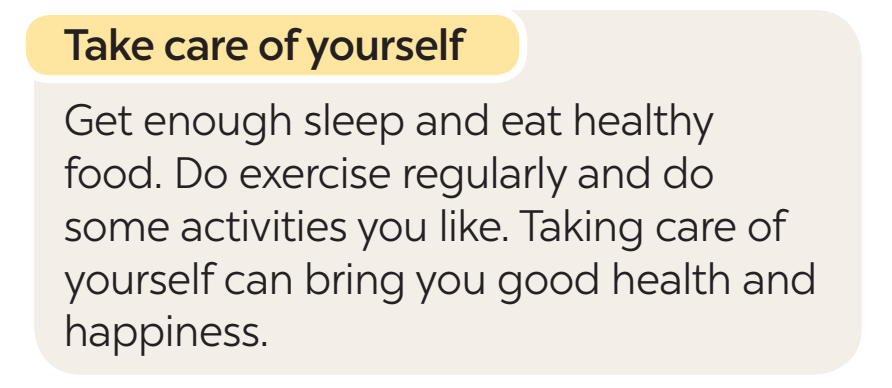 Take care of yourself
Get enough sleep and eat healthy
food. Do exercise regularly and do
some activities you like. Taking care of
yourself can bring you good health and
happiness.